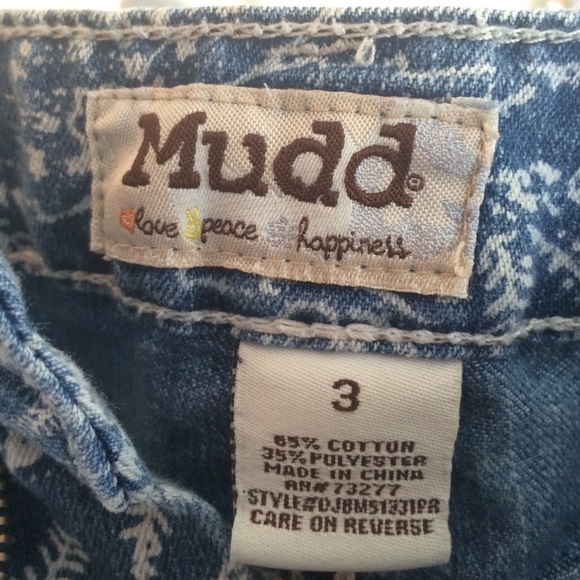 Mudd®
love peace happiness
3
65% COTTON
35% POLYESTER
MADE IN CHINA
RN# 73277
STYLE#DJBMS1331PR
CARE ON REVERSE